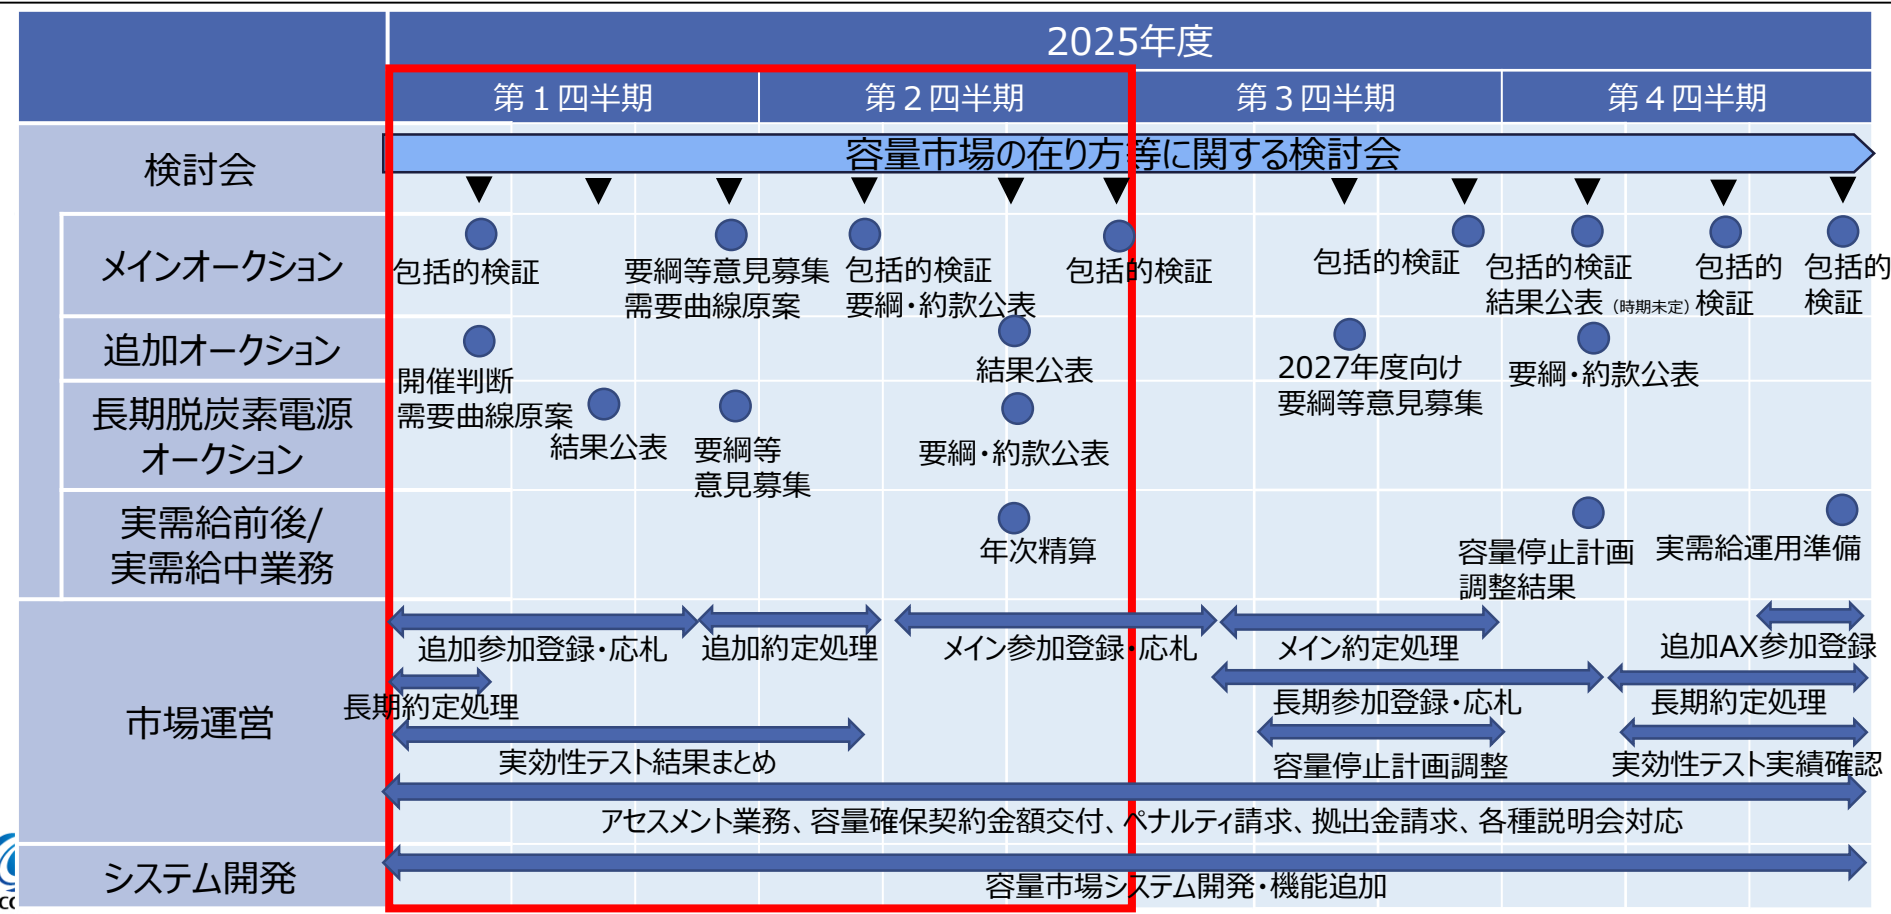 2025年度
第１四半期
第２四半期
第３四半期
第４四半期
検討会
容量市場の在り方等に関する検討会
メインオークション
包括的検証
要綱等意見募集
需要曲線原案
包括的検証
要綱・約款公表
包括的検証
包括的検証
包括的検証
結果公表（時期未定）
包括的
検証
包括的
検証
追加オークション
開催判断
需要曲線原案
結果公表
2027年度向け
要綱等意見募集
要綱・約款公表
長期脱炭素電源
オークション
結果公表
要綱等
意見募集
要綱・約款公表
実需給前後/
実需給中業務
年次精算
容量停止計画
調整結果
実需給運用準備
市場運営
追加参加登録・応札
追加約定処理
メイン参加登録・応札
メイン約定処理
追加AX参加登録
長期約定処理
長期参加登録・応札
長期約定処理
実効性テスト結果まとめ
容量停止計画調整
実効性テスト実績確認
アセスメント業務、容量確保契約金額交付、ペナルティ請求、拠出金請求、各種説明会対応
システム開発
容量市場システム開発・機能追加